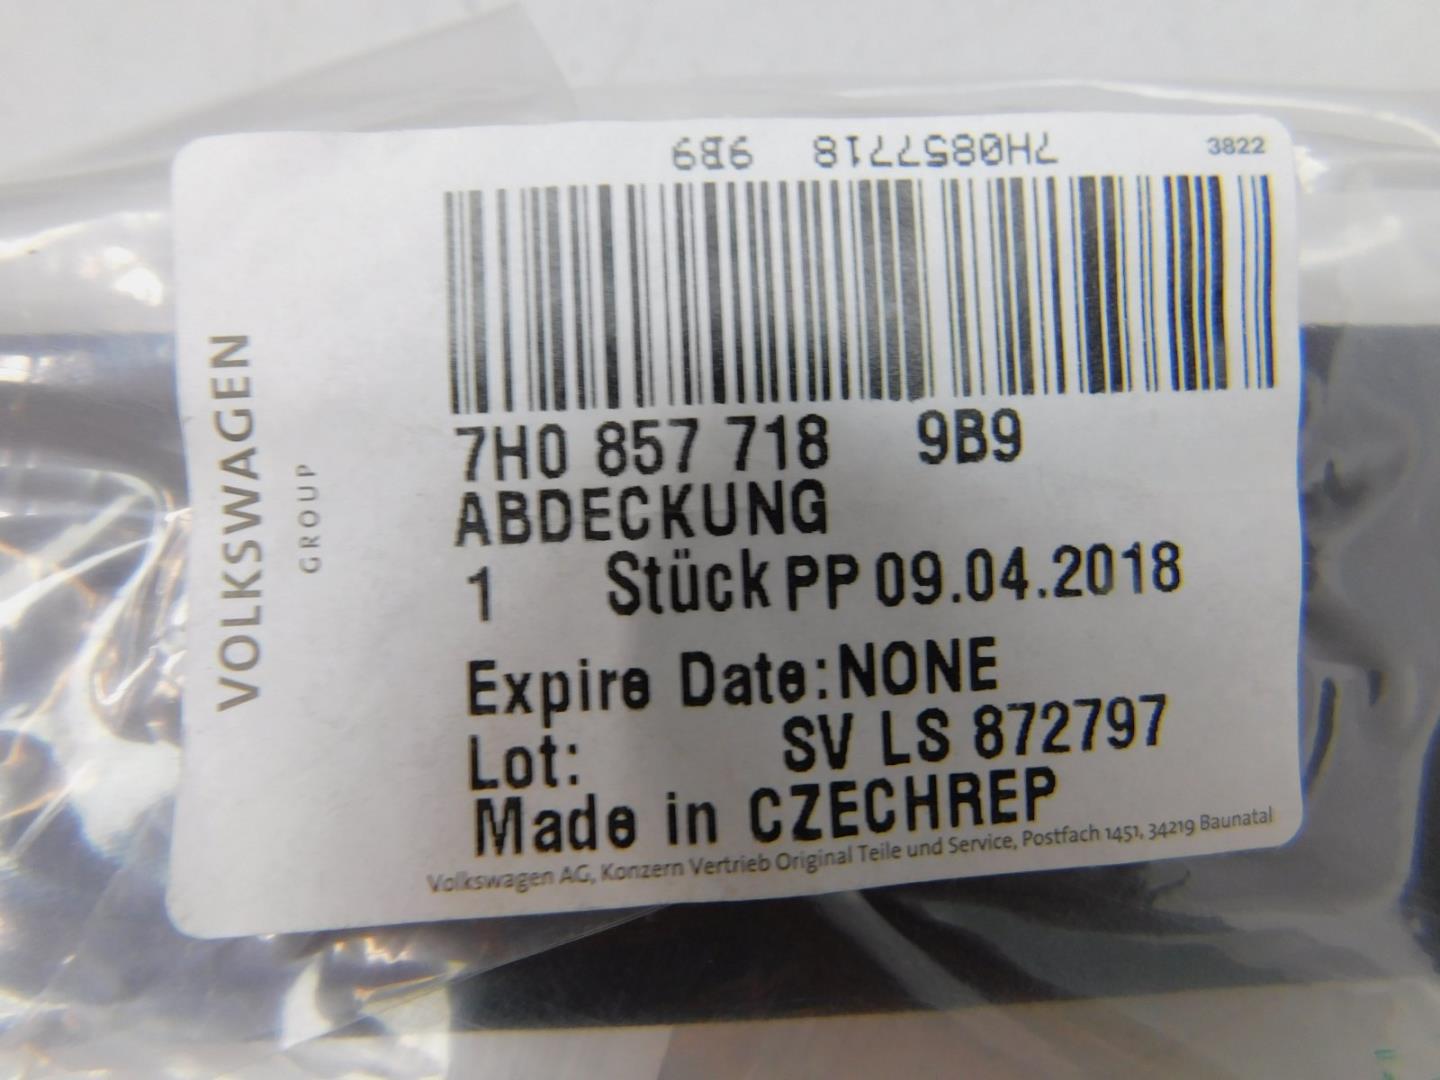 7H0857718 9B9
3822
VOLKSWAGEN
GROUP
7H0 857 718 9B9
ABDECKUNG
1 Stück PP 09.04.2018
Expire Date:NONE
Lot: SV LS 872797
Made in CZECHREP
Volkswagen AG, Konzern Vertrieb Original Teile und Service, Postfach 1451, 34219 Baunatal